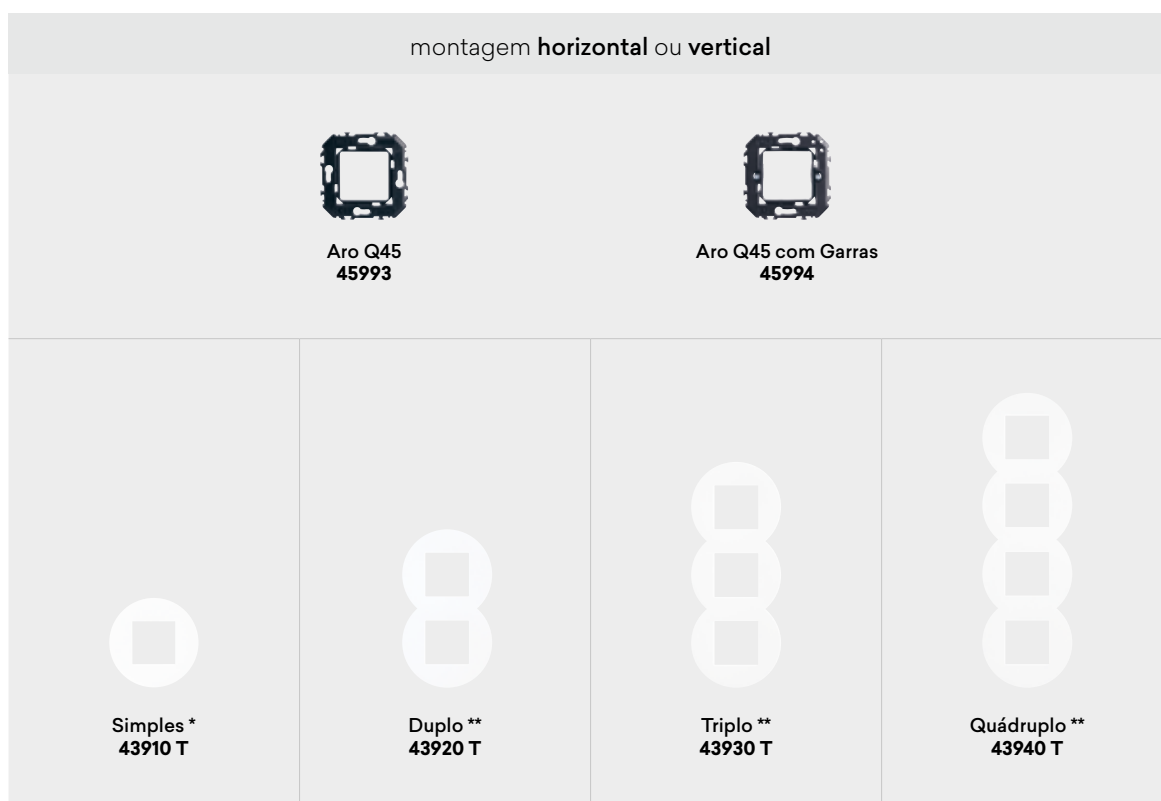 montagem horizontal ou vertical
Aro Q45
45993
Aro Q45 com Garras
45994
Simples *
43910 T
Duplo **
43920 T
Triplo **
43930 T
Quádruplo **
43940 T